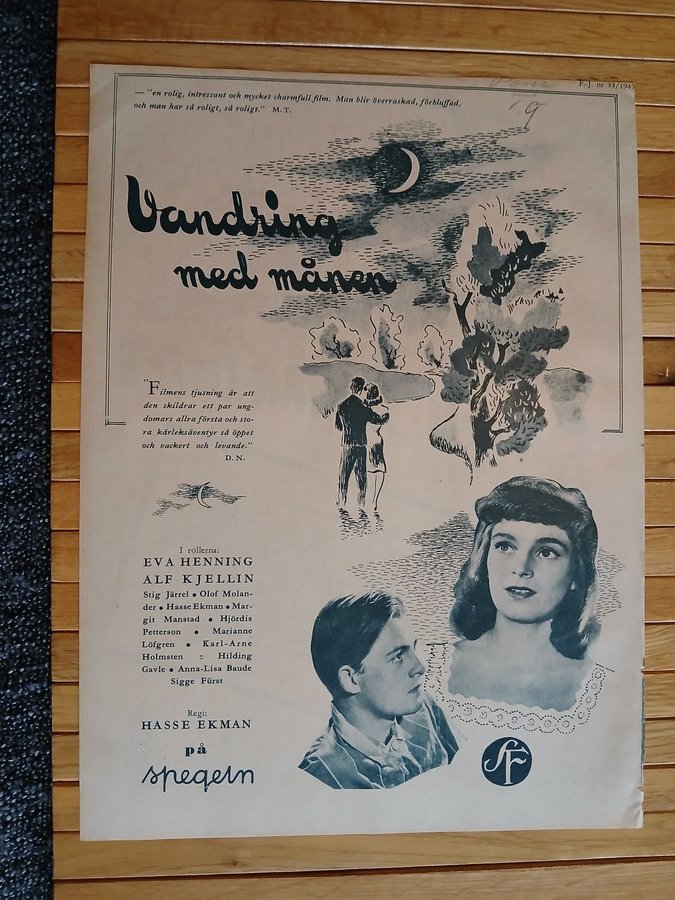 F.J. nr 33/1945
— "en rolig, intressant och mycket charmfull film. Man blir överraskad, förbluffad,
och man har så roligt, så roligt." M.T.
Vandring
med månen
"Filmens tjusning är att
den skildrar ett par ung-
domars allra första och sto-
ra kärleksäventyr så öppet
och vackert och levande."
D.N.
I rollerna:
EVA HENNING
ALF KJELLIN
Stig Järrel • Olof Molan-
der • Hasse Ekman • Mar-
git Manstad • Hjördis
Petterson • Marianne
Löfgren • Karl-Arne
Holmsten : Hilding
Gavle • Anna-Lisa Baude
Sigge Fürst
Regi:
HASSE EKMAN
på
spegeln
SF